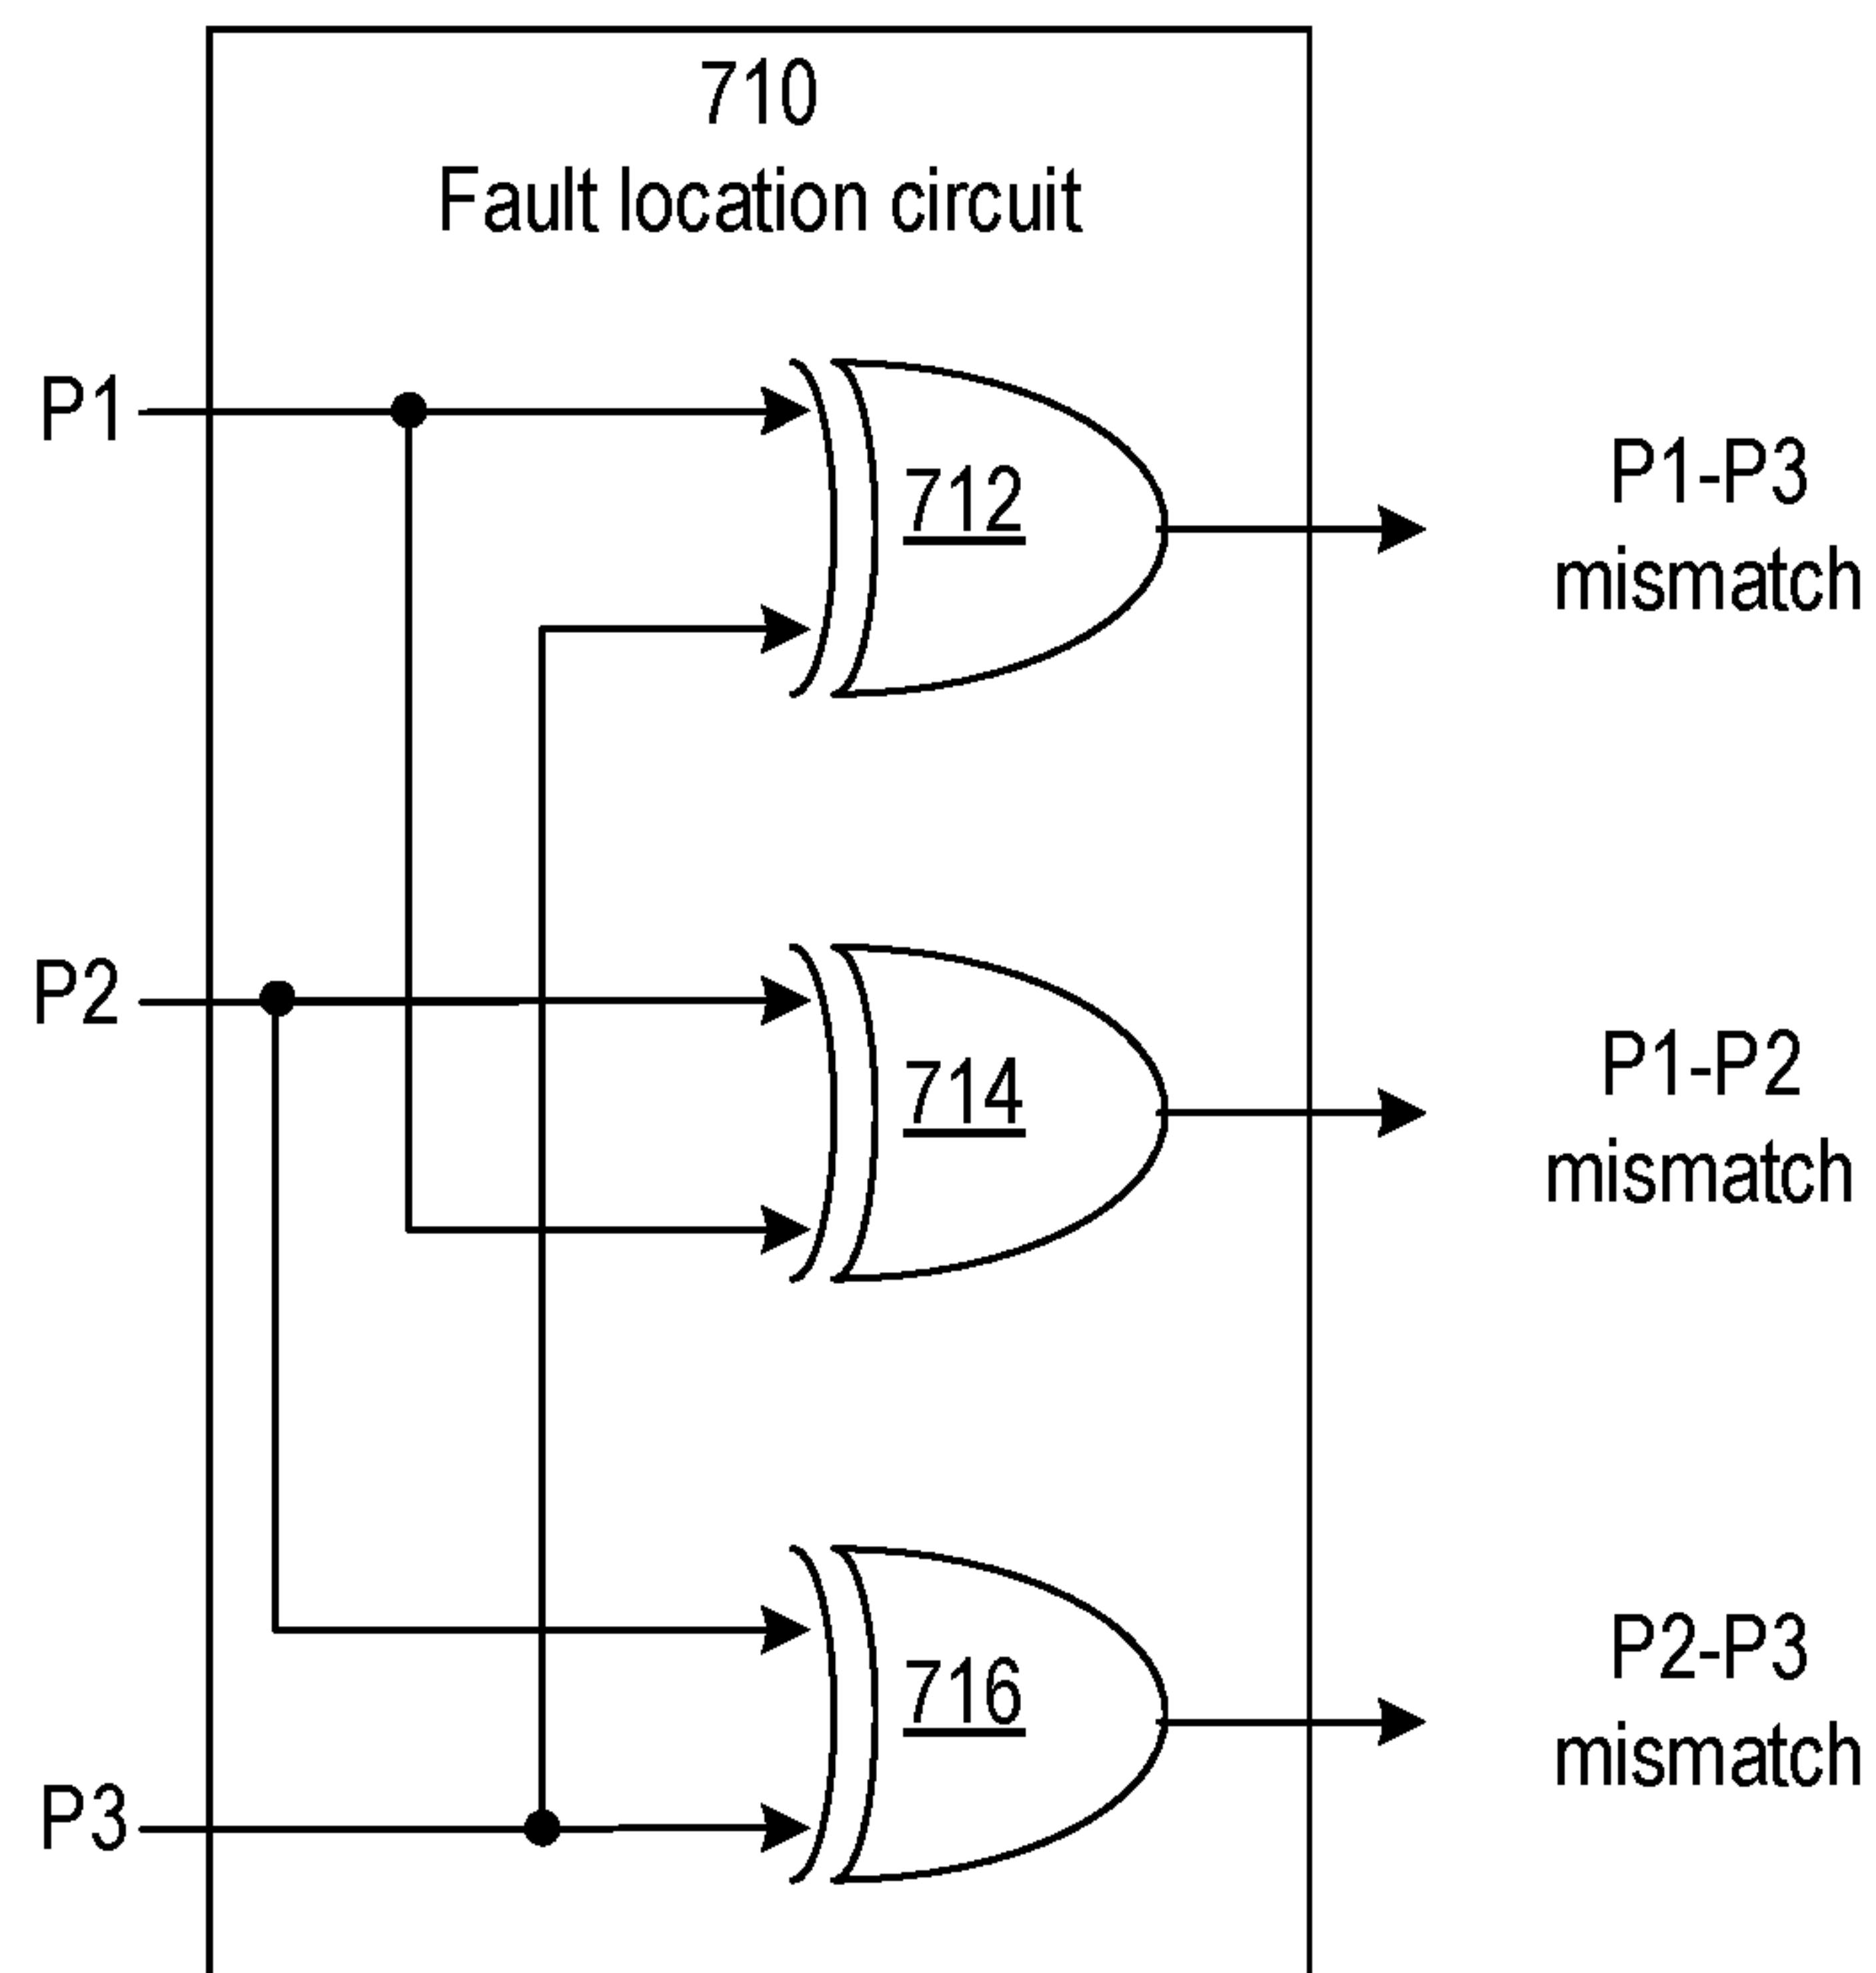 710
Fault location circuit
P1
712
P1-P3
mismatch
P2
714
P1-P2
mismatch
716
P2-P3
mismatch
P3